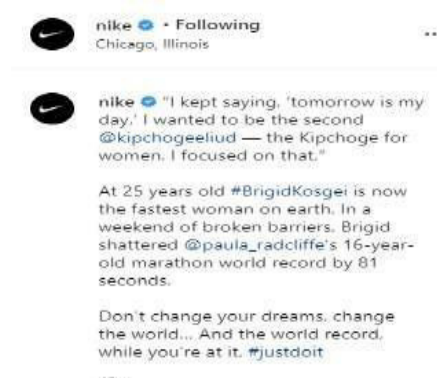 nike • Following
Chicago, Illinois
nike "I kept saying, 'tomorrow is my
day.' I wanted to be the second
@kipchogeeliud — the Kipchoge for
women. I focused on that."
At 25 years old #BrigidKosgei is now
the fastest woman on earth. In a
weekend of broken barriers, Brigid
shattered @paula_radcliffe's 16-year-
old marathon world record by 81
seconds.
Don't change your dreams, change
the world... And the world record,
while you're at it. #justdoit